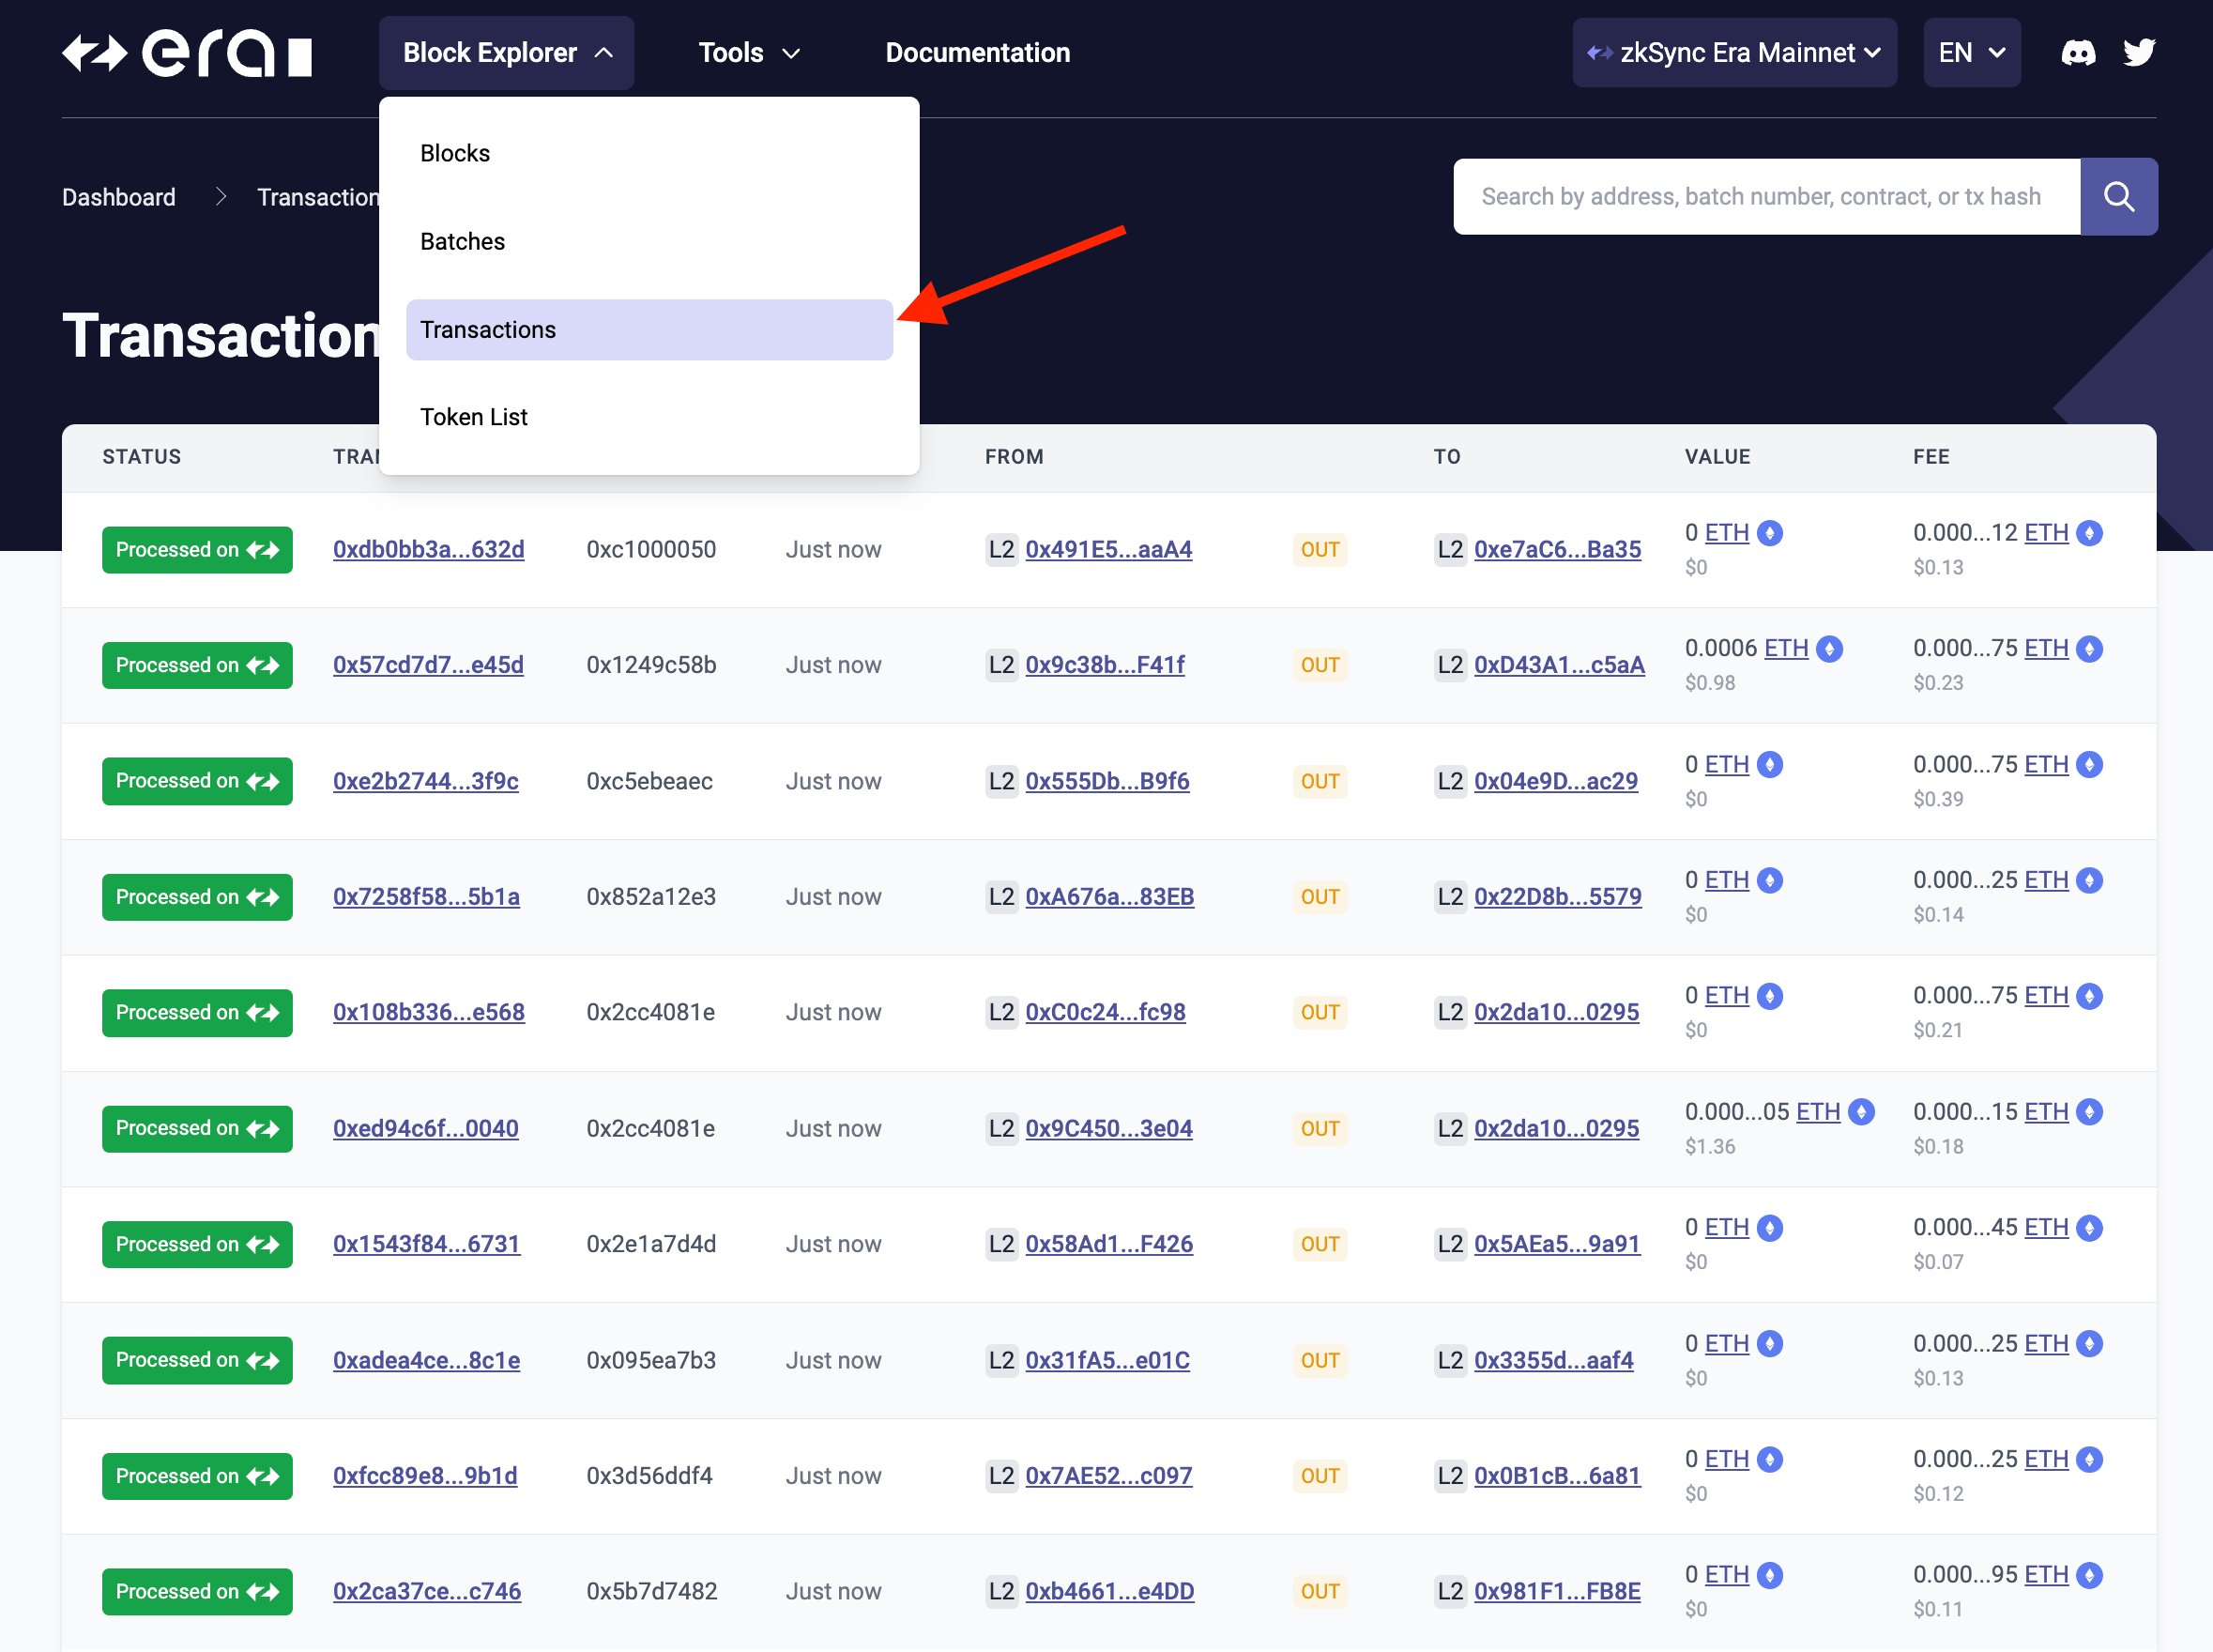 era
Block Explorer
Tools
Documentation
zkSync Era Mainnet
EN
Blocks
Batches
Transactions
Token List
Dashboard
Transaction
Search by address, batch number, contract, or tx hash
Transaction
STATUS TRAN FROM TO VALUE FEE
Processed on 0xdb0bb3a...632d 0xc1000050 Just now L2 0x491E5...aaA4 OUT L2 0xe7aC6...Ba35 0 ETH 0.000...12 ETH
$0 $0.13
Processed on 0x57cd7d7...e45d 0x1249c58b Just now L2 0x9c38b...F41f OUT L2 0xD43A1...c5aA 0.0006 ETH 0.000...75 ETH
$0.98 $0.23
Processed on 0xe2b2744...3f9c 0xc5ebeaec Just now L2 0x555Db...B9f6 OUT L2 0x04e9D...ac29 0 ETH 0.000...75 ETH
$0 $0.39
Processed on 0x7258f58...5b1a 0x852a12e3 Just now L2 0xA676a...83EB OUT L2 0x22D8b...5579 0 ETH 0.000...25 ETH
$0 $0.14
Processed on 0x108b336...e568 0x2cc4081e Just now L2 0xC0c24...fc98 OUT L2 0x2da10...0295 0 ETH 0.000...75 ETH
$0 $0.21
Processed on 0xed94c6f...0040 0x2cc4081e Just now L2 0x9C450...3e04 OUT L2 0x2da10...0295 0.000...05 ETH 0.000...15 ETH
$1.36 $0.18
Processed on 0x1543f84...6731 0x2e1a7d4d Just now L2 0x58Ad1...F426 OUT L2 0x5AEa5...9a91 0 ETH 0.000...45 ETH
$0 $0.07
Processed on 0xadea4ce...8c1e 0x095ea7b3 Just now L2 0x31fA5...e01C OUT L2 0x3355d...aaf4 0 ETH 0.000...25 ETH
$0 $0.13
Processed on 0xfcc89e8...9b1d 0x3d56ddf4 Just now L2 0x7AE52...c097 OUT L2 0x0B1cB...6a81 0 ETH 0.000...25 ETH
$0 $0.12
Processed on 0x2ca37ce...c746 0x5b7d7482 Just now L2 0xb4661...e4DD OUT L2 0x981F1...FB8E 0 ETH 0.000...95 ETH
$0 $0.11